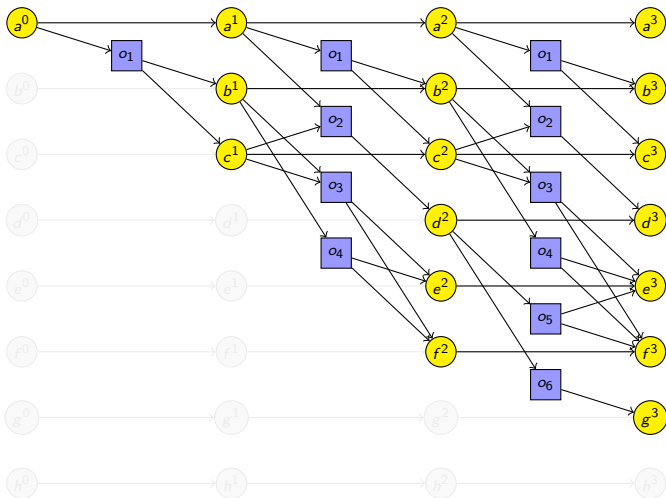 a⁰ a¹ a² a³
o₁ o₁ o₁
b⁰ b¹ b² b³
o₂ o₂
c⁰ c¹ c² c³
o₃ o₃
d⁰ d¹ d² d³
o₄ o₄
e⁰ e¹ e² e³
o₅
f⁰ f¹ f² f³
o₆
g⁰ g¹ g² g³
h⁰ h¹ h² h³